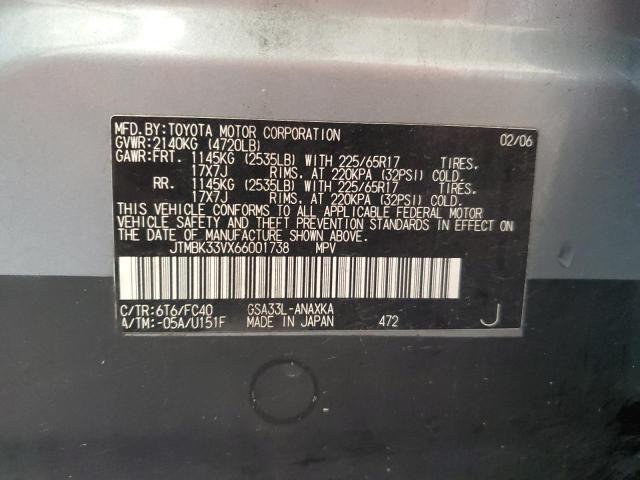 MFD.BY:TOYOTA MOTOR CORPORATION 02/06
GVWR:2140KG (4720LB)
GAWR:FRT. 1145KG (2535LB) WITH 225/65R17 TIRES.
17X7J RIMS. AT 220KPA (32PSI) COLD.
RR. 1145KG (2535LB) WITH 225/65R17 TIRES.
17X7J RIMS. AT 220KPA (32PSI) COLD.
THIS VEHICLE CONFORMS TO ALL APPLICABLE FEDERAL MOTOR
VEHICLE SAFETY AND THEFT PREVENTION STANDARDS IN EFFECT ON
THE DATE OF MANUFACTURE SHOWN ABOVE.
JTMBK33VX66001738 MPV
C/TR:6T6/FC40 GSA33L-ANAXKA
A/TM:-05A/U151F MADE IN JAPAN 472 J